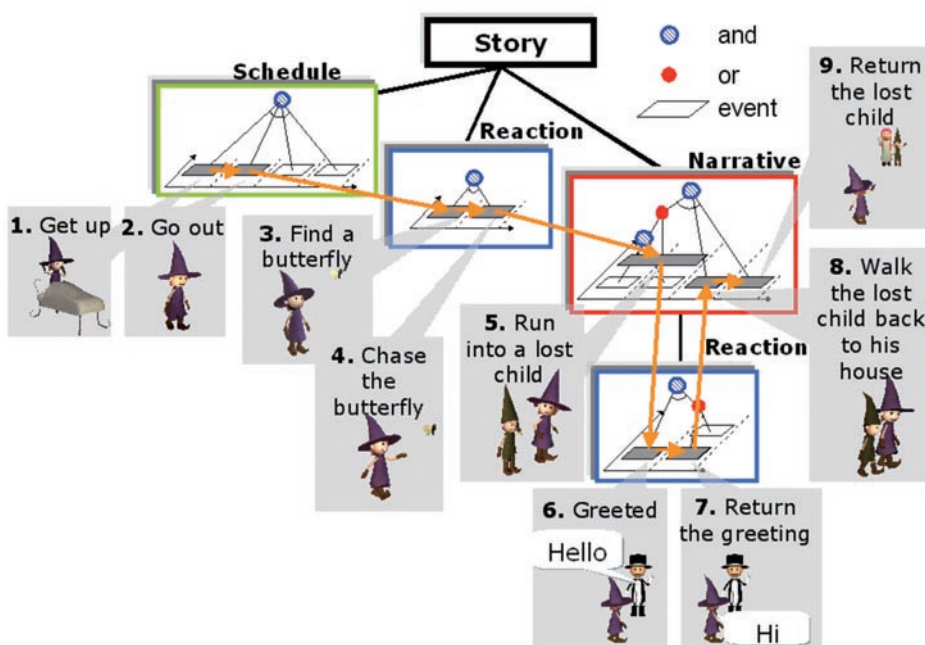 Story
and
or
event
Schedule
Reaction
Narrative
1. Get up
2. Go out
3. Find a
butterfly
4. Chase
the
butterfly
5. Run
into a lost
child
Reaction
6. Greeted
Hello
7. Return
the greeting
Hi
8. Walk
the lost
child back
to his
house
9. Return
the lost
child